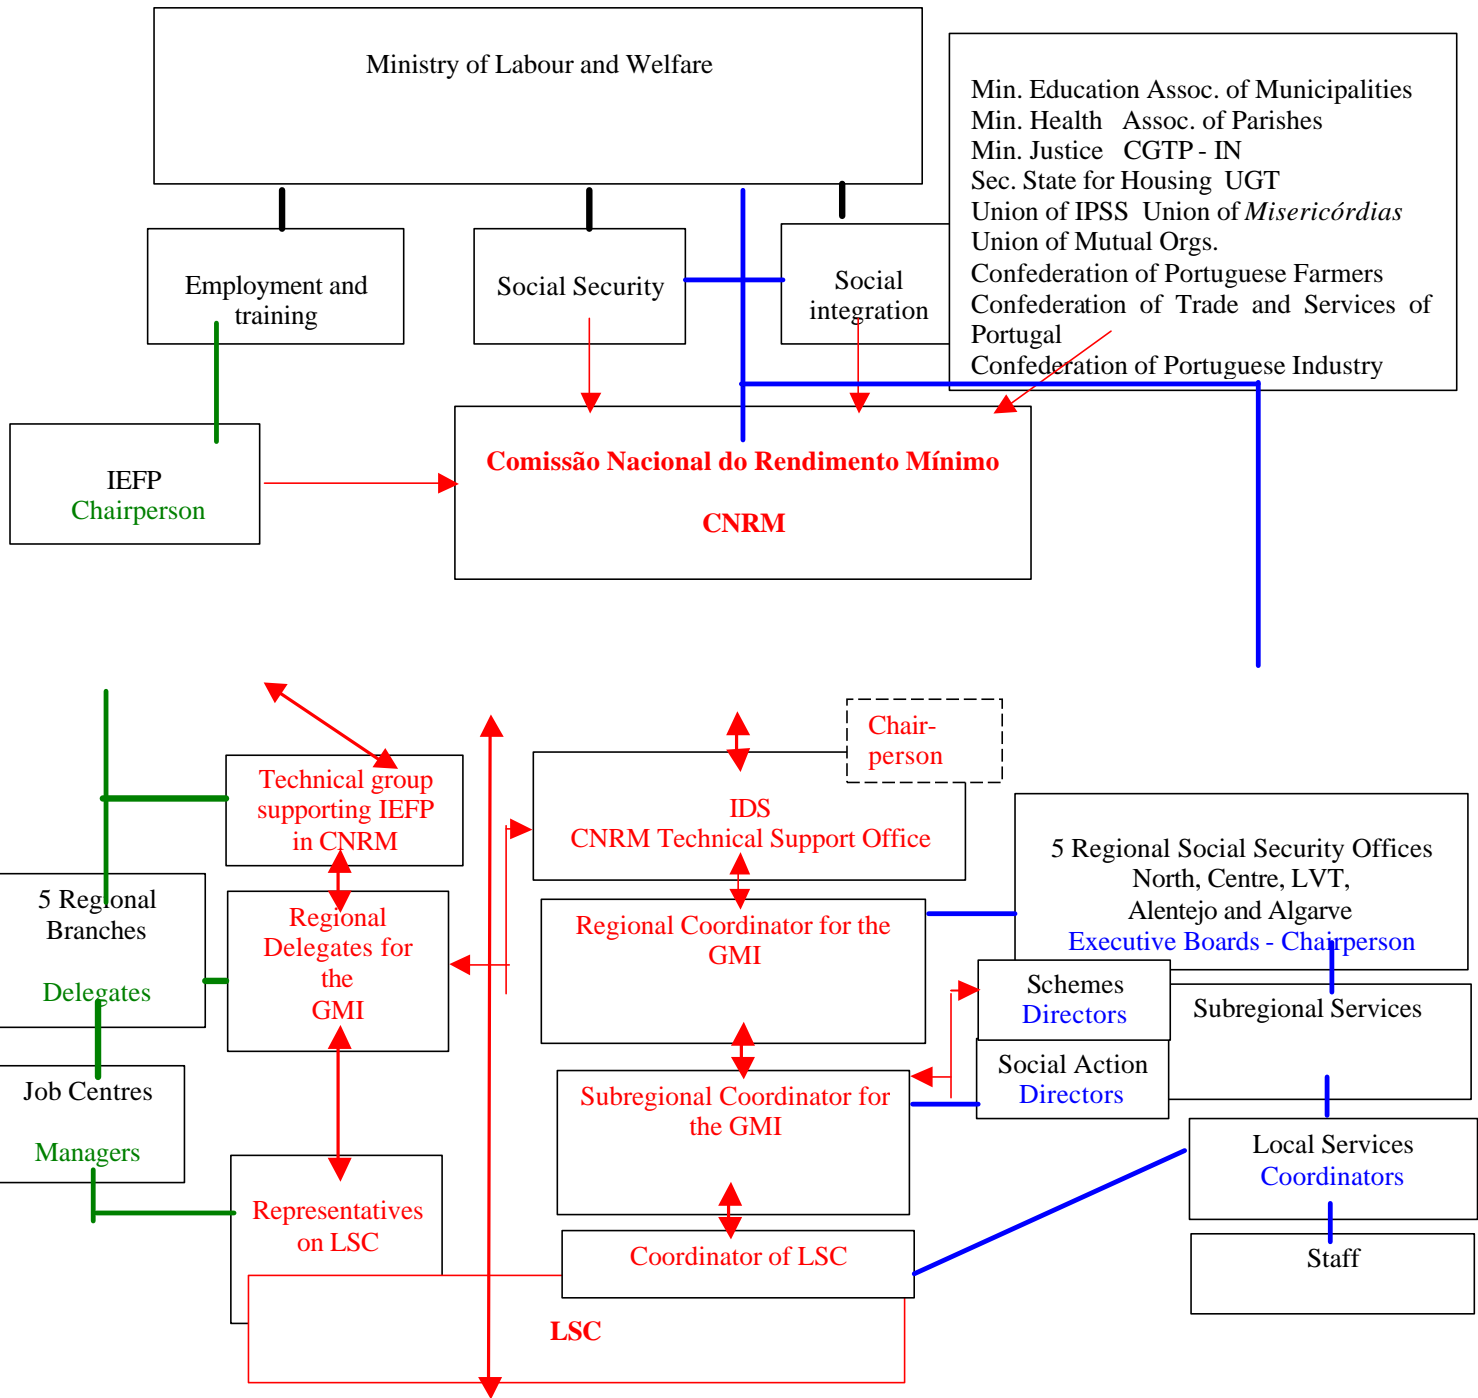 Ministry of Labour and Welfare
Min. Education Assoc. of Municipalities
Min. Health Assoc. of Parishes
Min. Justice CGTP - IN
Sec. State for Housing UGT
Union of IPSS Union of Misericórdias
Union of Mutual Orgs.
Confederation of Portuguese Farmers
Confederation of Trade and Services of
Portugal
Confederation of Portuguese Industry
Employment and
training
Social Security
Social
integration
IEFP
Chairperson
Comissão Nacional do Rendimento Mínimo
CNRM
Chair-
person
Technical group
supporting IEFP
in CNRM
IDS
CNRM Technical Support Office
5 Regional Social Security Offices
North, Centre, LVT,
Alentejo and Algarve
Executive Boards - Chairperson
5 Regional
Branches
Delegates
Regional
Delegates for
the
GMI
Regional Coordinator for the
GMI
Schemes
Directors
Subregional Services
Social Action
Directors
Job Centres
Managers
Subregional Coordinator for
the GMI
Local Services
Coordinators
Representatives
on LSC
Coordinator of LSC
Staff
LSC